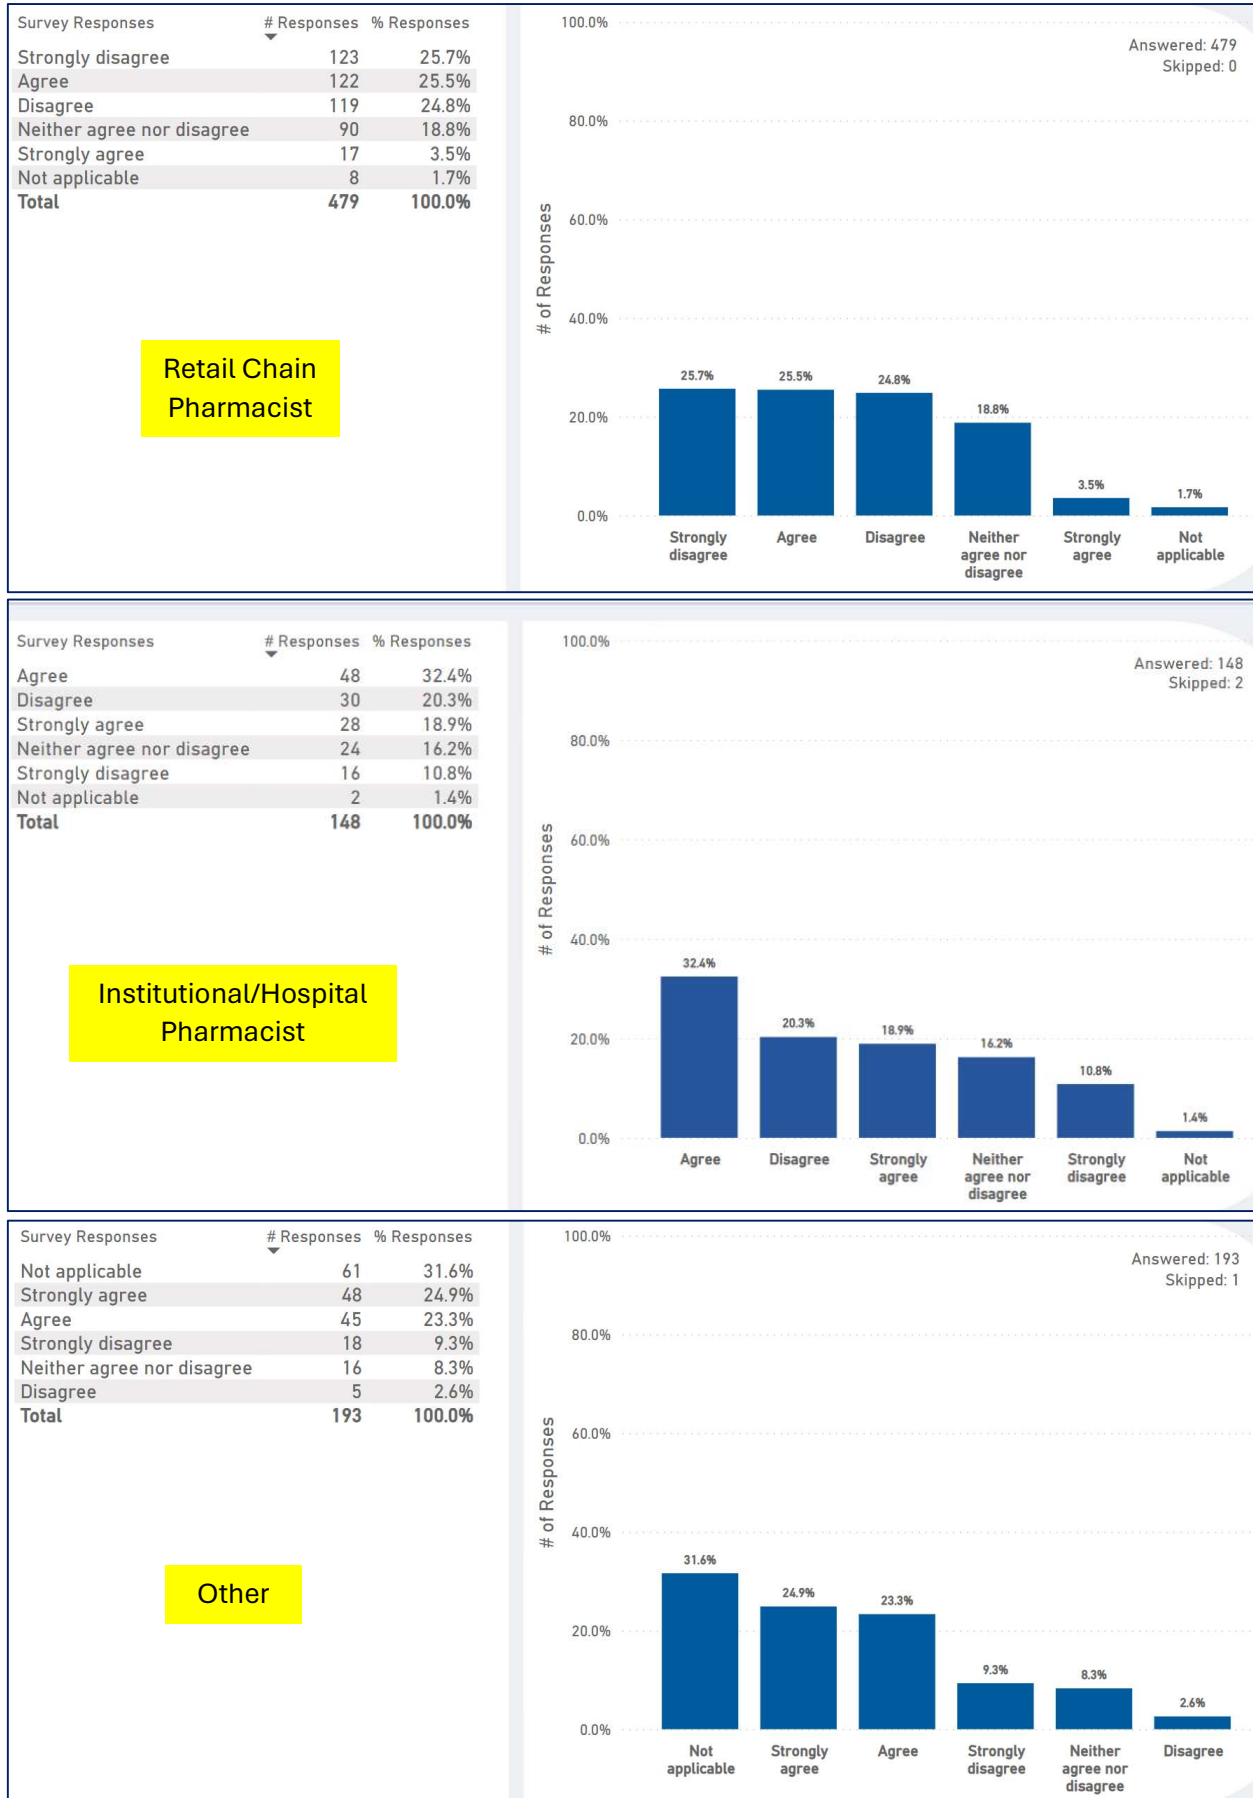 Survey Responses # Responses % Responses
Strongly disagree 123 25.7%
Agree 122 25.5%
Disagree 119 24.8%
Neither agree nor disagree 90 18.8%
Strongly agree 17 3.5%
Not applicable 8 1.7%
Total 479 100.0%
Retail Chain
Pharmacist
Answered: 479
Skipped: 0
# of Responses
100.0%
80.0%
60.0%
40.0%
20.0%
0.0%
25.7% 25.5% 24.8% 18.8% 3.5% 1.7%
Strongly Agree Disagree Neither Strongly Not
disagree agree nor agree applicable
disagree
Survey Responses # Responses % Responses
Agree 48 32.4%
Disagree 30 20.3%
Strongly agree 28 18.9%
Neither agree nor disagree 24 16.2%
Strongly disagree 16 10.8%
Not applicable 2 1.4%
Total 148 100.0%
Institutional/Hospital
Pharmacist
Answered: 148
Skipped: 2
# of Responses
100.0%
80.0%
60.0%
40.0%
20.0%
0.0%
32.4% 20.3% 18.9% 16.2% 10.8% 1.4%
Agree Disagree Strongly Neither Strongly Not
agree agree nor disagree applicable
disagree
Survey Responses # Responses % Responses
Not applicable 61 31.6%
Strongly agree 48 24.9%
Agree 45 23.3%
Strongly disagree 18 9.3%
Neither agree nor disagree 16 8.3%
Disagree 5 2.6%
Total 193 100.0%
Other
Answered: 193
Skipped: 1
# of Responses
100.0%
80.0%
60.0%
40.0%
20.0%
0.0%
31.6% 24.9% 23.3% 9.3% 8.3% 2.6%
Not Strongly Agree Strongly Neither Disagree
applicable agree disagree agree nor
disagree